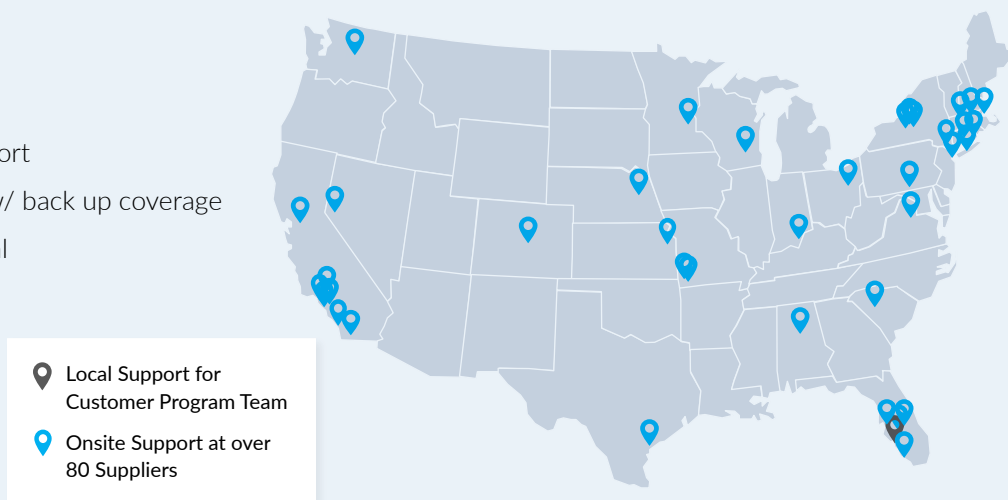 ort
w/ back up coverage
l
Local Support for
Customer Program Team
Onsite Support at over
80 Suppliers